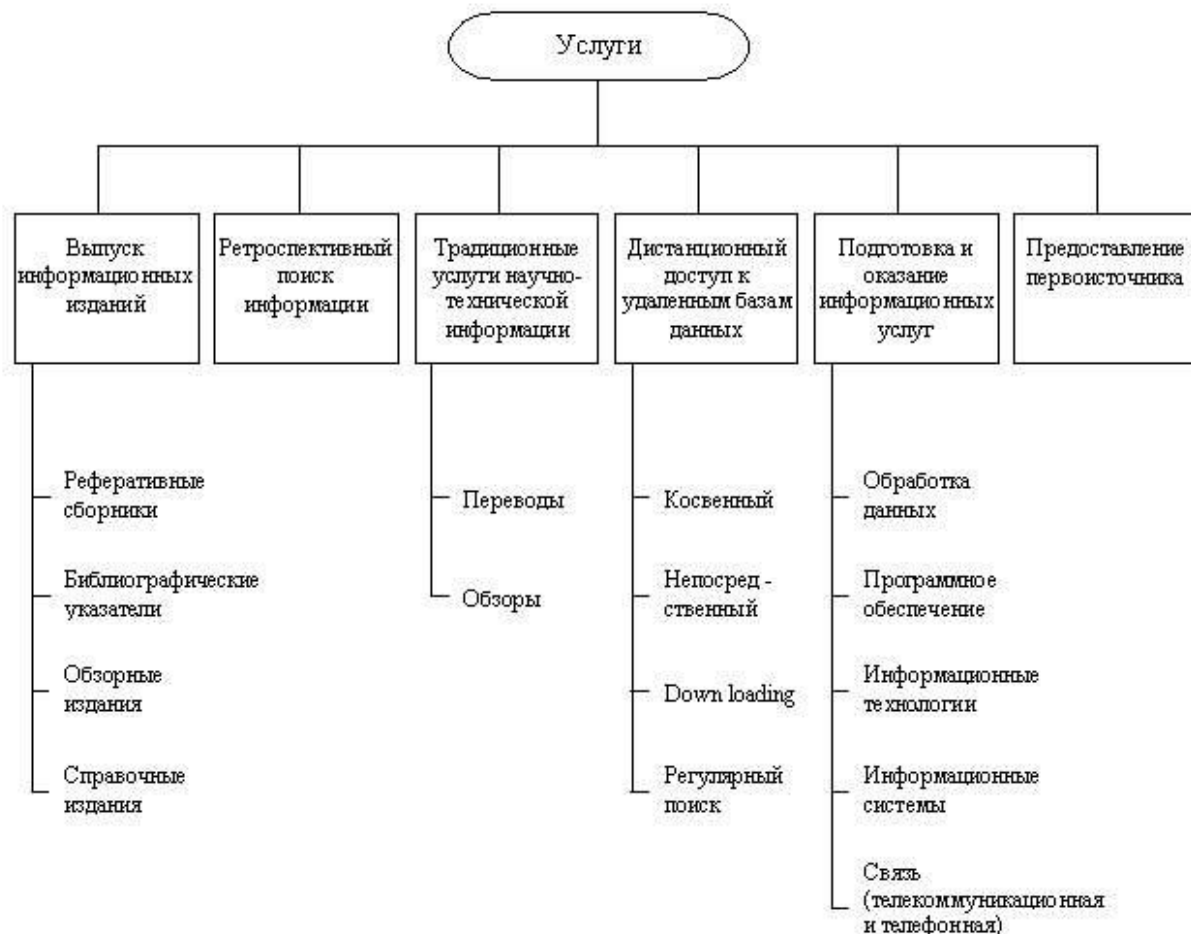 Услуги
Выпуск
информационных
изданий
Ретроспективный
поиск
информации
Традиционные
услуги научно-
технической
информации
Дистанционный
доступ к
удаленным базам
данных
Подготовка и
оказание
информационных
услуг
Предоставление
первоисточника
Реферативные
сборники
Библиографические
указатели
Обзорные
издания
Справочные
издания
Переводы
Обзоры
Косвенный
Непосред -
ственный
Down loading
Регулярный
поиск
Обработка
данных
Программное
обеспечение
Информационные
технологии
Информационные
системы
Связь
(телекоммуникационная
и телефонная)